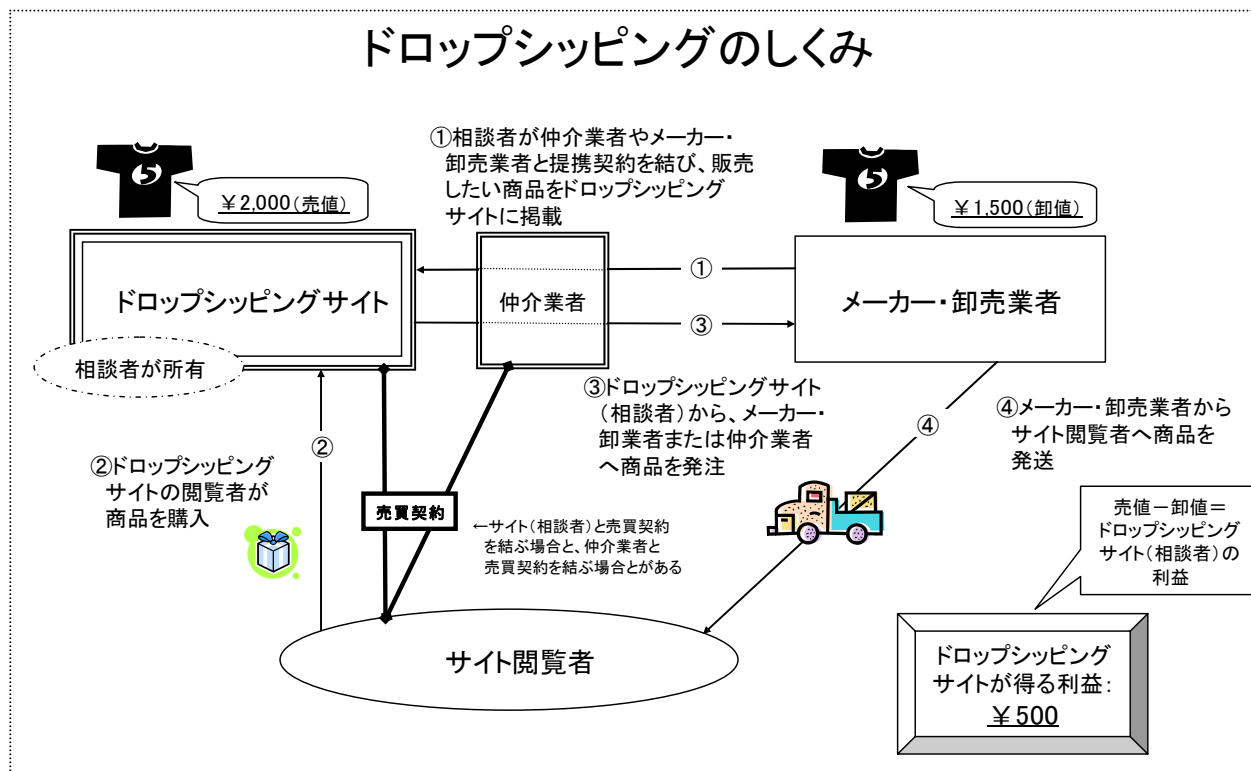 ドロップシッピングのしくみ
①相談者が仲介業者やメーカー・
卸売業者と提携契約を結び、販売
したい商品をドロップシッピング
サイトに掲載
5
¥2,000(売値)
5
¥1,500(卸値)
ドロップシッピングサイト
仲介業者
①
メーカー・卸売業者
③
相談者が所有
③ドロップシッピングサイト
(相談者)から、メーカー・
卸業者または仲介業者
へ商品を発注
④
④メーカー・卸売業者から
サイト閲覧者へ商品を
発送
②
②ドロップシッピング
サイトの閲覧者が
商品を購入
売買契約
←サイト(相談者)と売買契約
を結ぶ場合と、仲介業者と
売買契約を結ぶ場合とがある
売値-卸値=
ドロップシッピング
サイト(相談者)の
利益
サイト閲覧者
ドロップシッピング
サイトが得る利益:
¥500